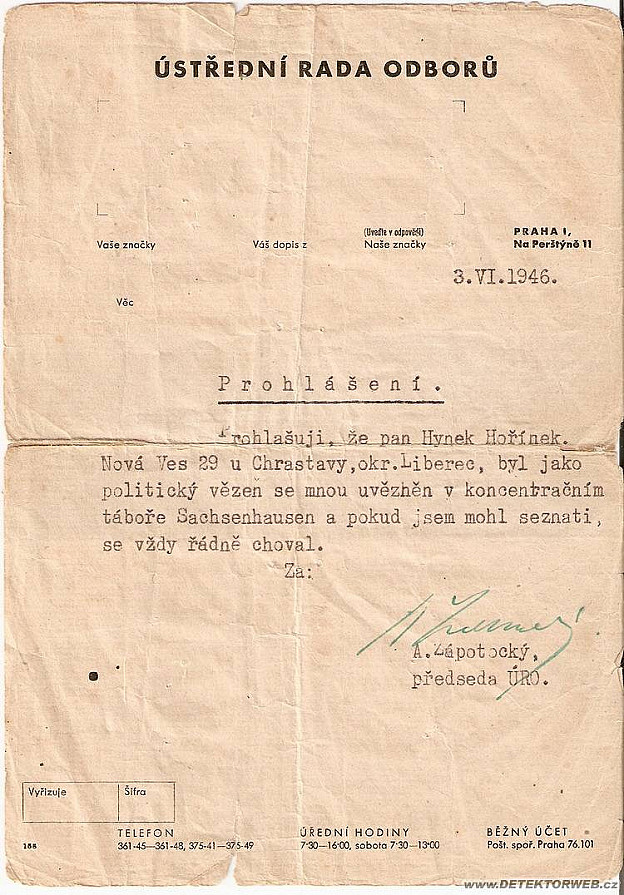 ÚSTŘEDNÍ RADA ODBORŮ
(Uveďte v odpovědi)
Vaše značky Váš dopis z Naše značky
PRAHA I,
Na Perštýně 11
3.VI.1946.
Věc
Prohlášení.
Prohlašuji, že pan Hynek Hořínek.
Nová Ves 29 u Chrastavy,okr.Liberec, byl jako
politický vězeň se mnou uvězněn v koncentračním
táboře Sachsenhausen a pokud jsem mohl seznati,
se vždy řádně choval.
Za:
A.Zápotocký,
předseda ÚRO.
Vyřizuje Šifra
TELEFON ÚŘEDNÍ HODINY BĚŽNÝ ÚČET
188 361-45—361-48, 375-41—375-49 7·30—16·00, sobota 7·30—13·00 Pošt. spoř. Praha 76.101
www.DETEKTORWEB.cz